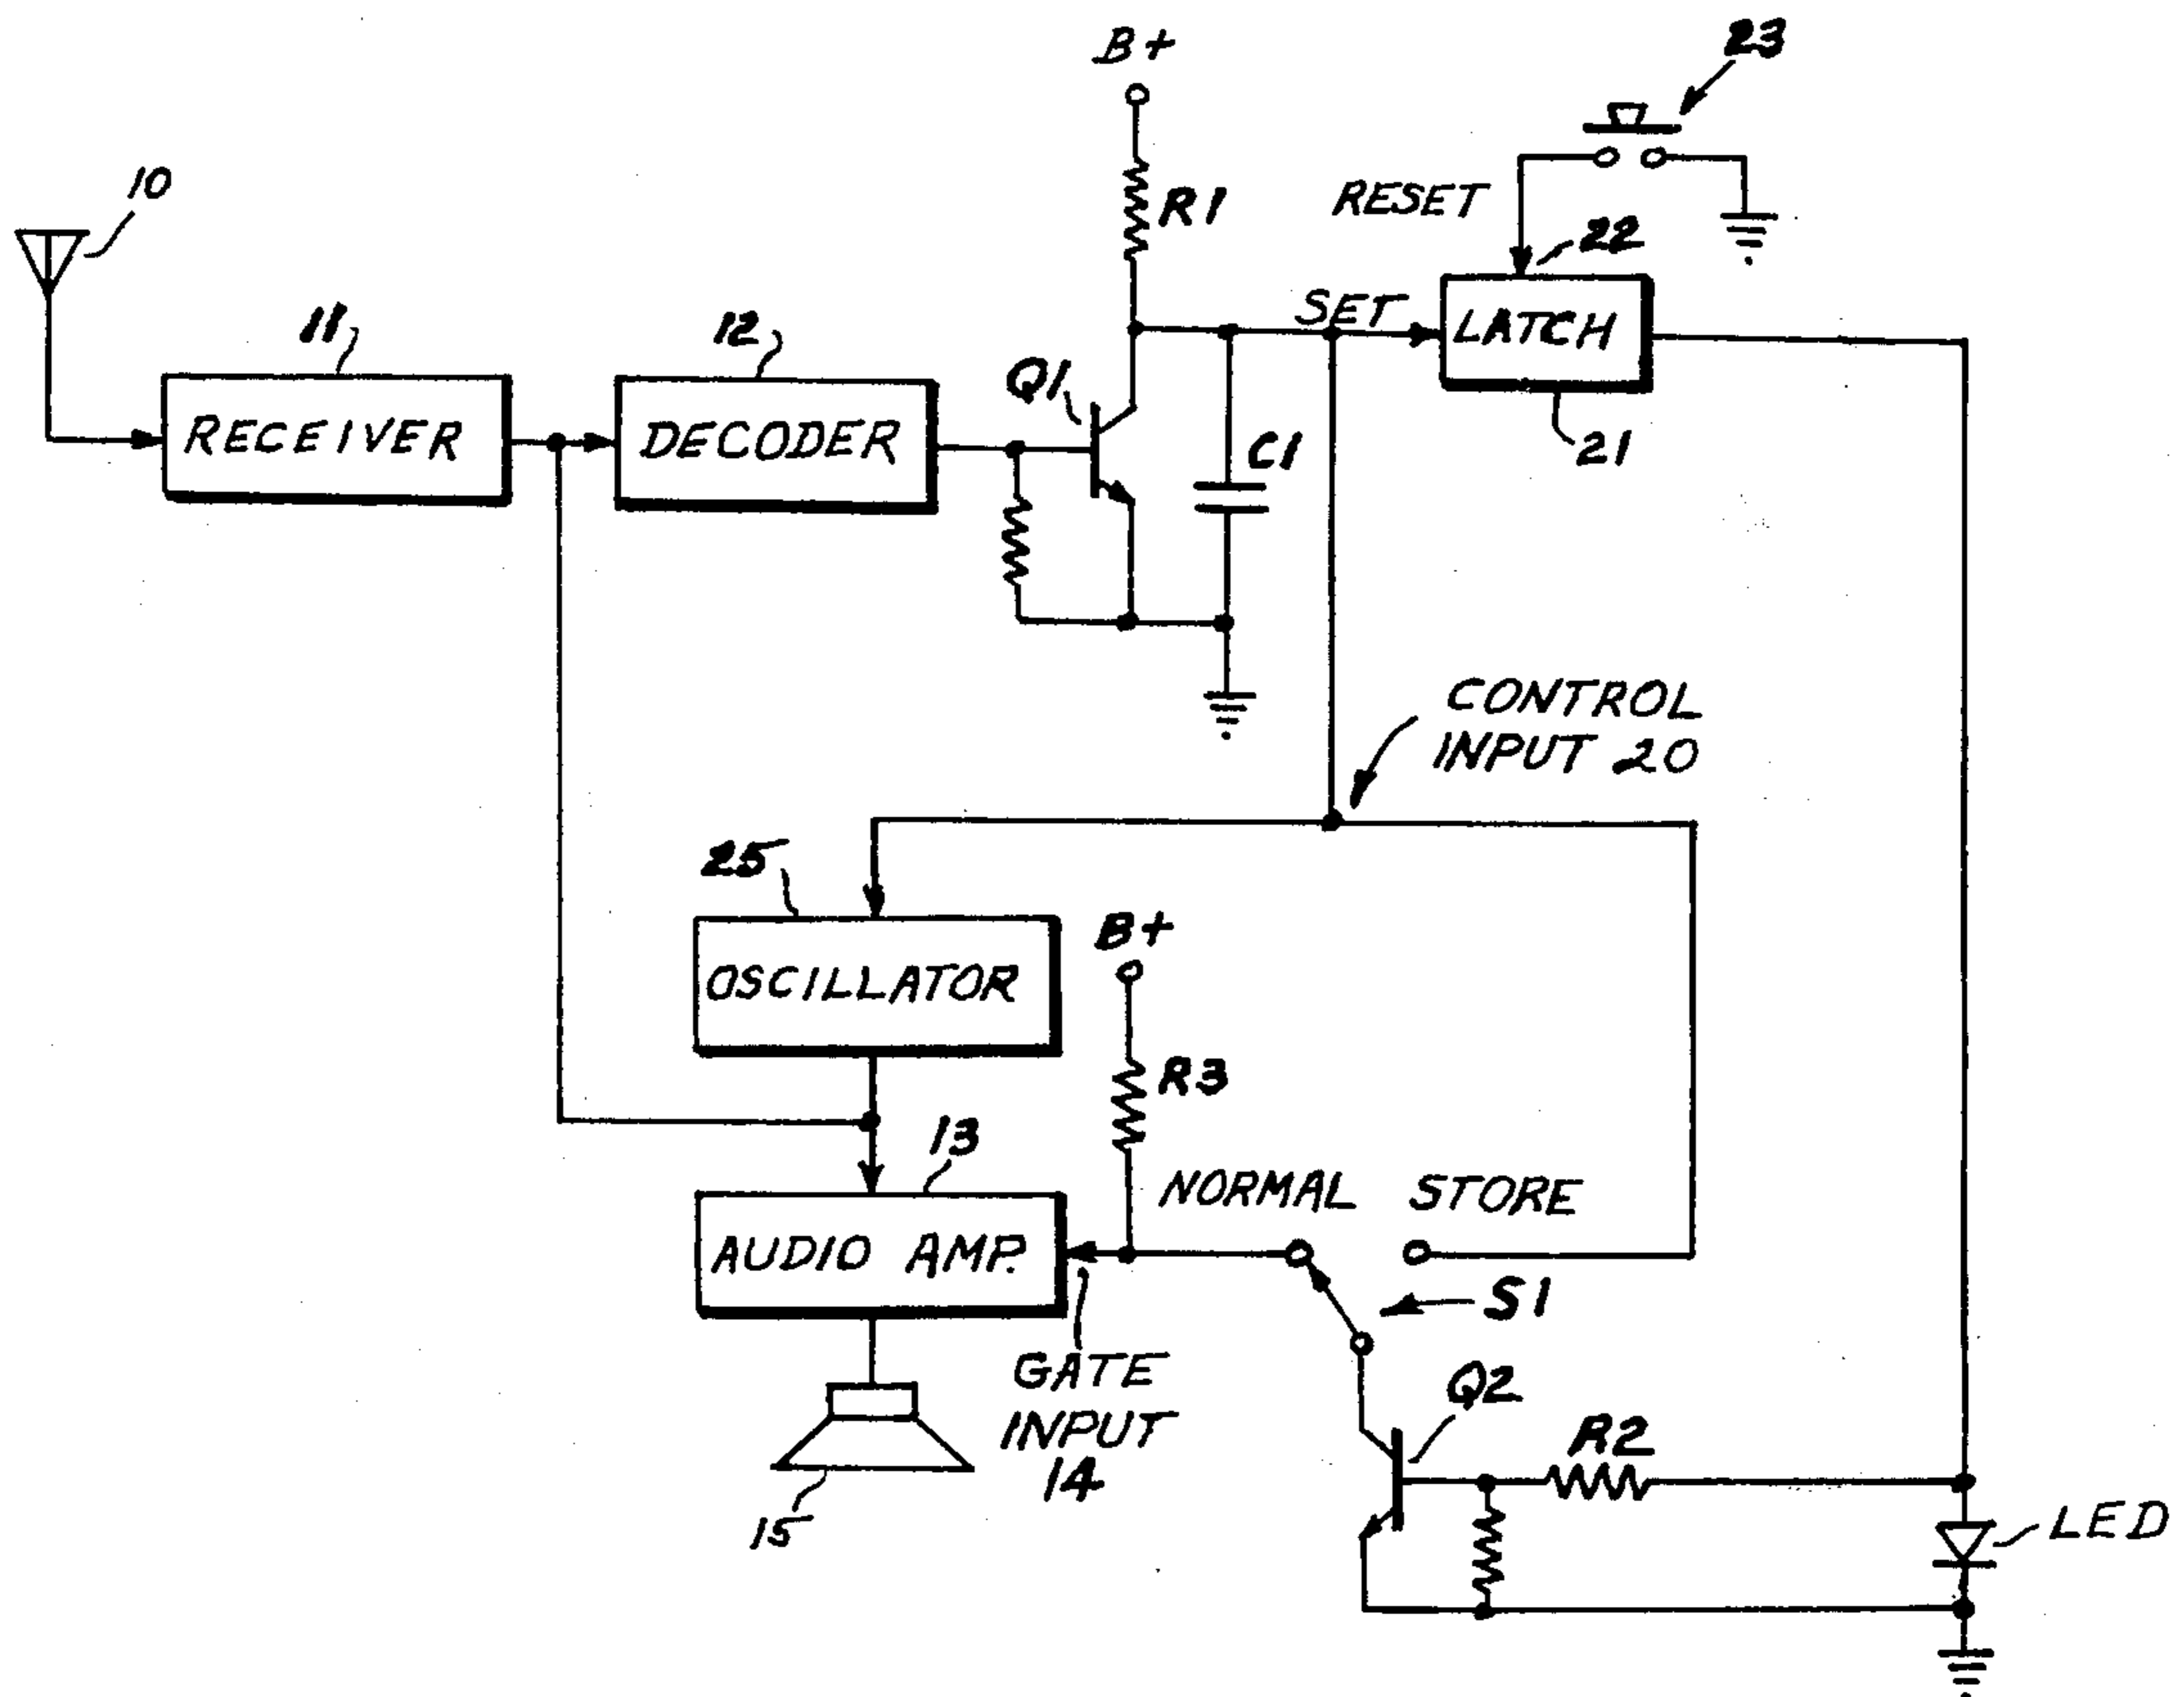 B+
23
10
R1
RESET
22
11
12
SET
LATCH
Q1
RECEIVER
DECODER
C1
21
CONTROL
INPUT 20
25
B+
OSCILLATOR
R3
13
NORMAL
STORE
AUDIO AMP.
S1
GATE
INPUT
14
Q2
R2
15
LED